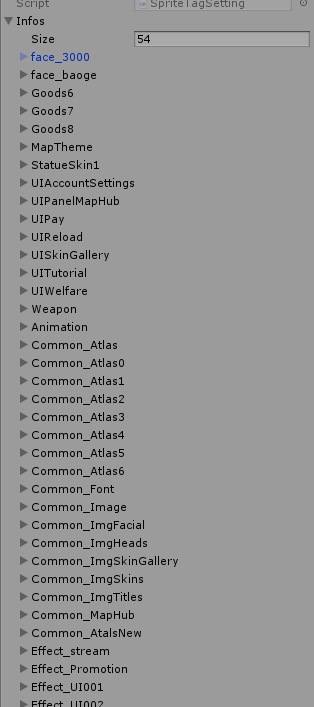 Script SpriteTagSetting
Infos
Size 54
face_3000
face_baoge
Goods6
Goods7
Goods8
MapTheme
StatueSkin1
UIAccountSettings
UIPanelMapHub
UIPay
UIReload
UISkinGallery
UITutorial
UIWelfare
Weapon
Animation
Common_Atlas
Common_Atlas0
Common_Atlas1
Common_Atlas2
Common_Atlas3
Common_Atlas4
Common_Atlas5
Common_Atlas6
Common_Font
Common_Image
Common_ImgFacial
Common_ImgHeads
Common_ImgSkinGallery
Common_ImgSkins
Common_ImgTitles
Common_MapHub
Common_AtalsNew
Effect_stream
Effect_Promotion
Effect_UI001
Effect_UI002